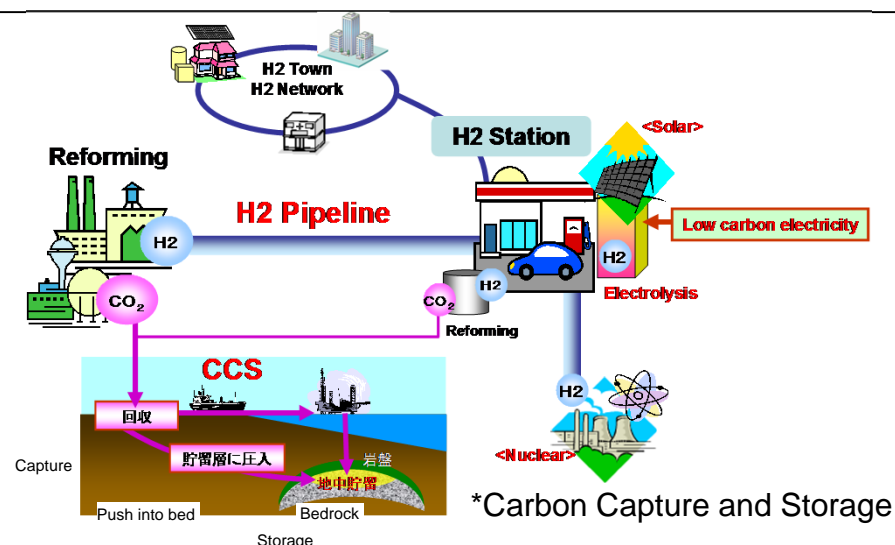 H2 Town
H2 Network
H2 Station
<Solar>
Reforming
H2 Pipeline
H2
Low carbon electricity
H2
Electrolysis
CO2
CO2
H2
Reforming
CCS
H2
回収
貯留層に圧入
岩盤
地中貯留
<Nuclear>
Capture
Push into bed
Bedrock
Storage
*Carbon Capture and Storage